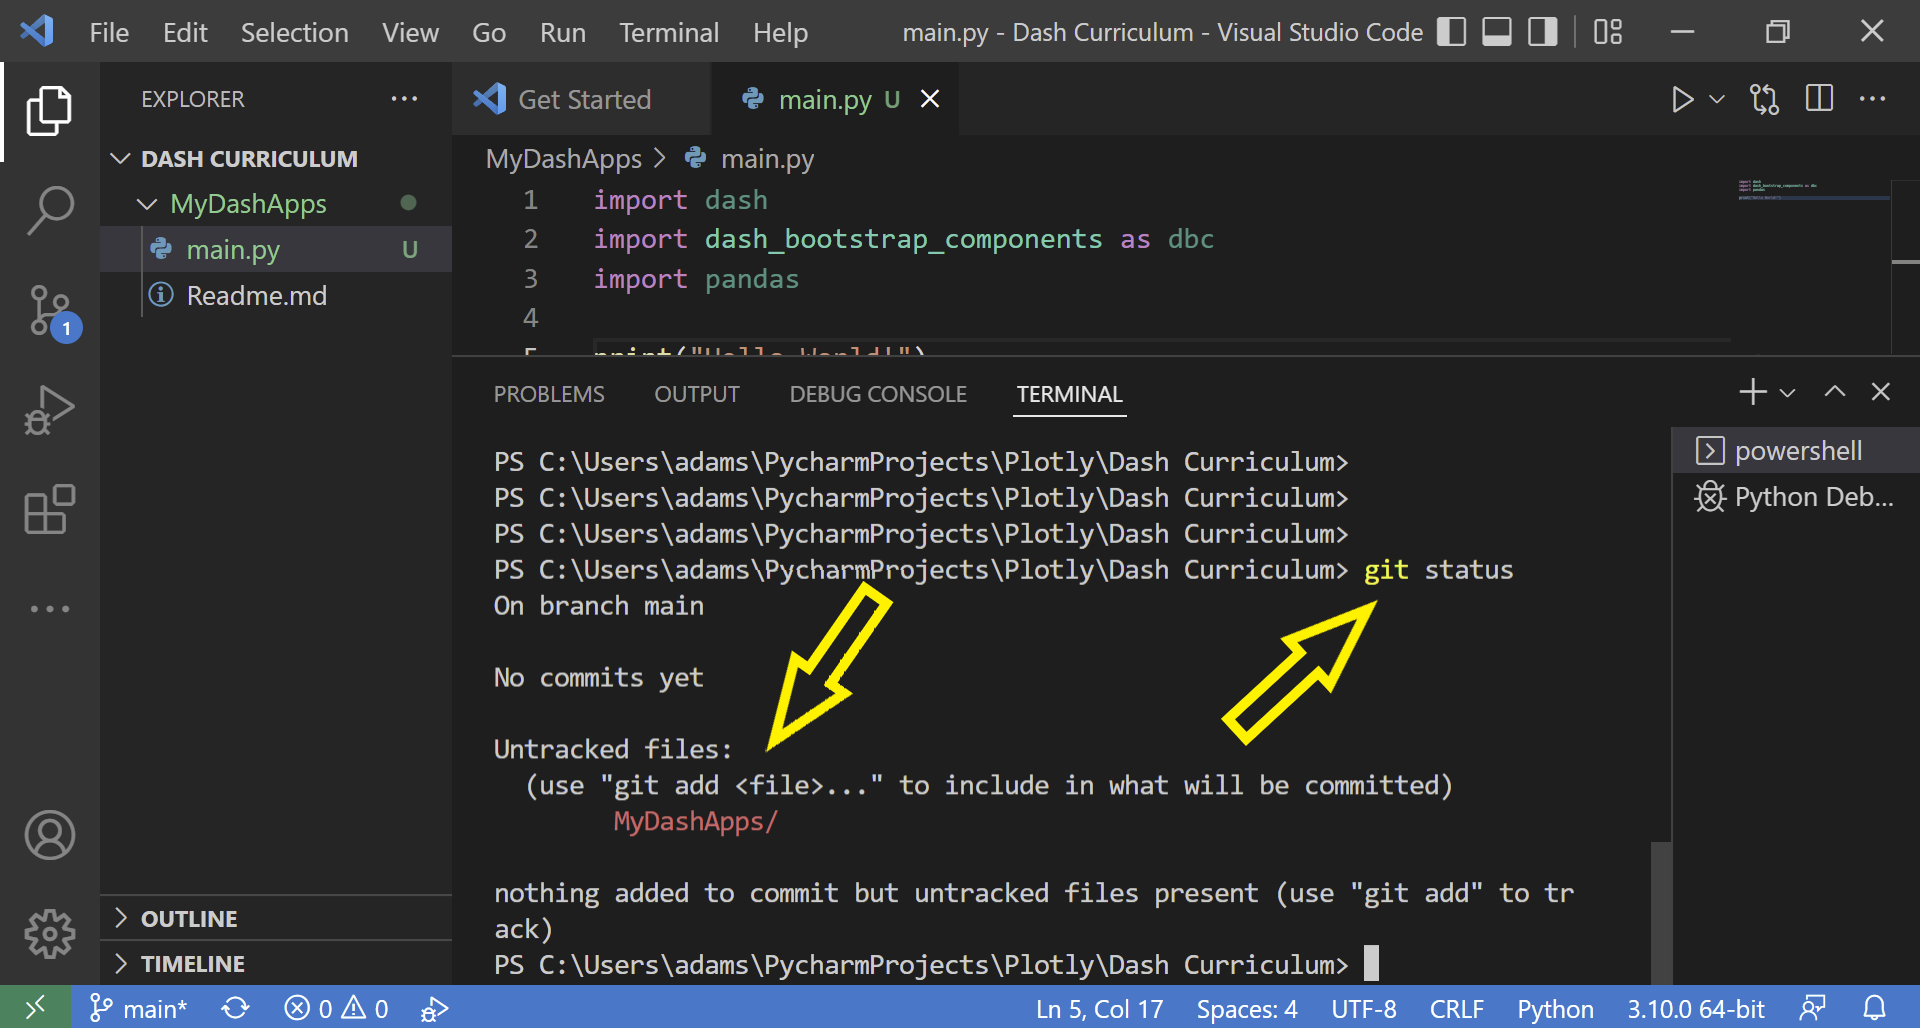 File Edit Selection View Go Run Terminal Help main.py - Dash Curriculum - Visual Studio Code
EXPLORER
DASH CURRICULUM
MyDashApps
main.py U
Readme.md
1
OUTLINE
TIMELINE
Get Started main.py U
MyDashApps > main.py
1 import dash
2 import dash_bootstrap_components as dbc
3 import pandas
4
5 print("Hello World!")
PROBLEMS OUTPUT DEBUG CONSOLE TERMINAL
PS C:\Users\adams\PycharmProjects\Plotly\Dash Curriculum>
PS C:\Users\adams\PycharmProjects\Plotly\Dash Curriculum>
PS C:\Users\adams\PycharmProjects\Plotly\Dash Curriculum>
PS C:\Users\adams\PycharmProjects\Plotly\Dash Curriculum> git status
On branch main
No commits yet
Untracked files:
(use "git add <file>..." to include in what will be committed)
MyDashApps/
nothing added to commit but untracked files present (use "git add" to tr
ack)
PS C:\Users\adams\PycharmProjects\Plotly\Dash Curriculum>
powershell
Python Deb...
main* 0 0 Ln 5, Col 17 Spaces: 4 UTF-8 CRLF Python 3.10.0 64-bit